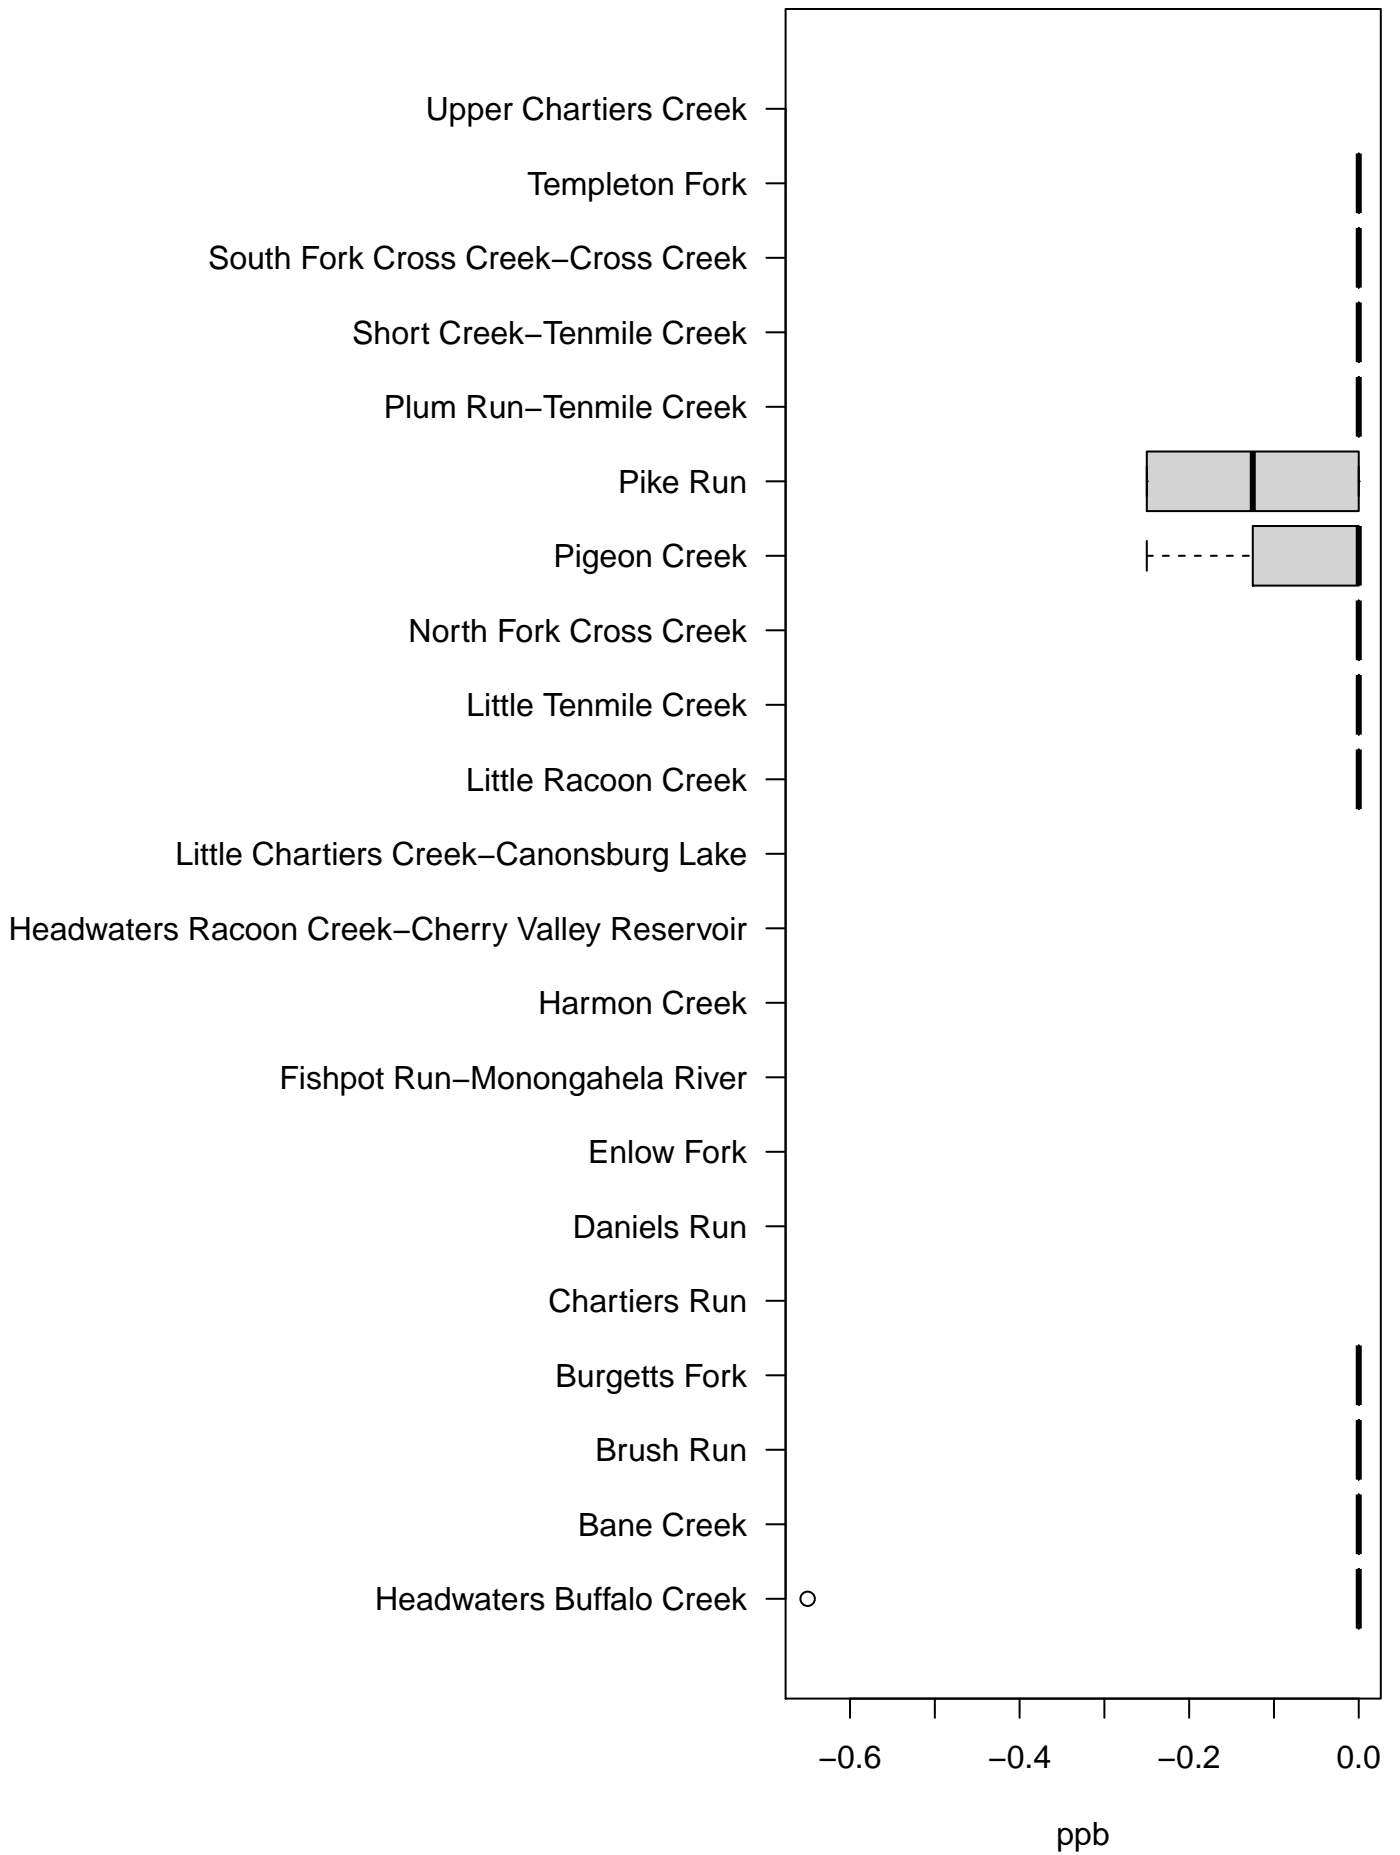 Upper Chartiers Creek
Templeton Fork
South Fork Cross Creek−Cross Creek
Short Creek−Tenmile Creek
Plum Run−Tenmile Creek
Pike Run
Pigeon Creek
North Fork Cross Creek
Little Tenmile Creek
Little Racoon Creek
Little Chartiers Creek−Canonsburg Lake
Headwaters Racoon Creek−Cherry Valley Reservoir
Harmon Creek
Fishpot Run−Monongahela River
Enlow Fork
Daniels Run
Chartiers Run
Burgetts Fork
Brush Run
Bane Creek
Headwaters Buffalo Creek
−0.6 −0.4 −0.2 0.0
ppb